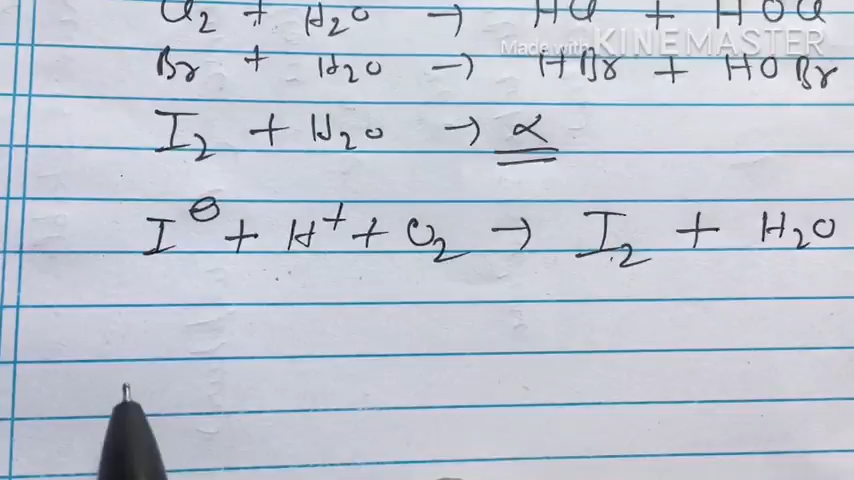 Cl₂ + H₂O → HCl + HOCl
Made with KINEMASTER
Br + H₂O → HBr + HOBr
I₂ + H₂O → ×
I⊖ + H⁺ + O₂ → I₂ + H₂O